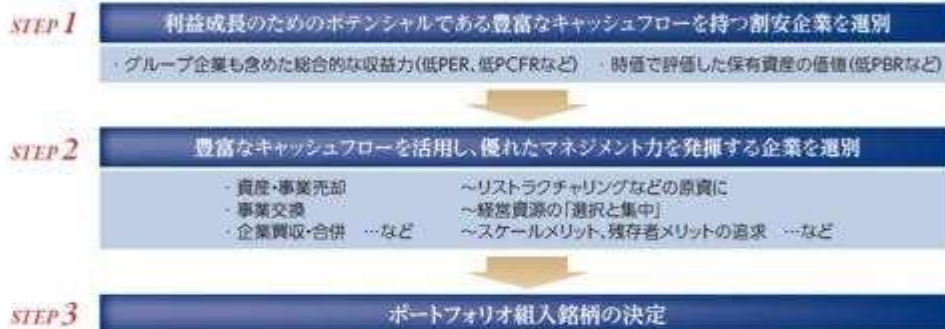 STEP 1 利益成長のためのポテンシャルである豊富なキャッシュフローを持つ割安企業を選別
・グループ企業も含めた総合的な収益力(低PER、低PCFRなど) ・時価で評価した保有資産の価値(低PBRなど)
STEP 2 豊富なキャッシュフローを活用し、優れたマネジメント力を発揮する企業を選別
・資産・事業売却 ～リストラクチャリングなどの原資に
・事業交換 ～経営資源の「選択と集中」
・企業買収・合併 …など ～スケールメリット、残存者メリットの追求 …など
STEP 3 ポートフォリオ組入銘柄の決定